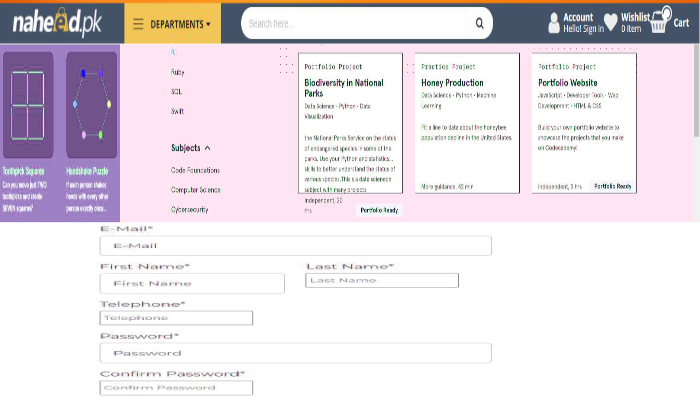 naheed.pk
DEPARTMENTS
Search here...
Account
Hello! Sign in
Wishlist
0 item
0
Cart
Toothpick Squares
Can you move just TWO
toothpicks and create
SEVEN squares?
Handshake Puzzle
If each person shakes
hands with every other
person exactly once...
R
Ruby
SQL
Swift
Subjects
Code Foundations
Computer Science
Cybersecurity
Portfolio Project
Biodiversity in National
Parks
Data Science • Python • Data
Visualization
the National Parks Service on the status
of endangered species in some of the
parks. Use your Python and statistics...
skills to better understand the status of
various species.This is a data science
subject with many projects
Independent, 20
hrs
Portfolio Ready
Practice Project
Honey Production
Data Science • Python • Machine
Learning
Fit a line to data about the honeybee
population decline in the United States.
More guidance, 42 min
Portfolio Project
Portfolio Website
JavaScript • Developer Tools • Web
Development • HTML & CSS
Build your own portfolio website to
showcase the projects that you make
on Codecademy!
Independent, 5 hrs
Portfolio Ready
E-Mail*
E-Mail
First Name*
Last Name*
First Name
Last Name
Telephone*
Telephone
Password*
Password
Confirm Password*
Confirm Password